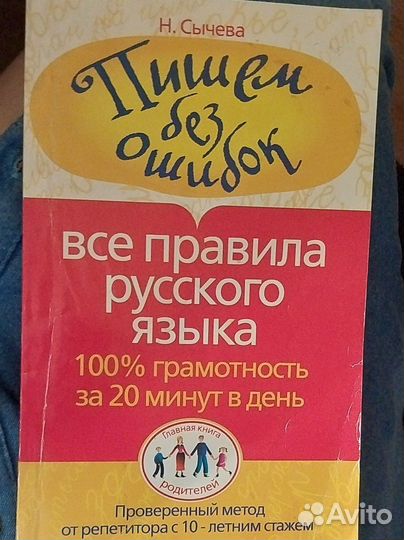 Н. Сычева
Пишем
без
ошибок
все правила
русского
языка
100% грамотность
за 20 минут в день
Главная книга
родителей
Проверенный метод
от репетитора с 10-летним стажем
Avito